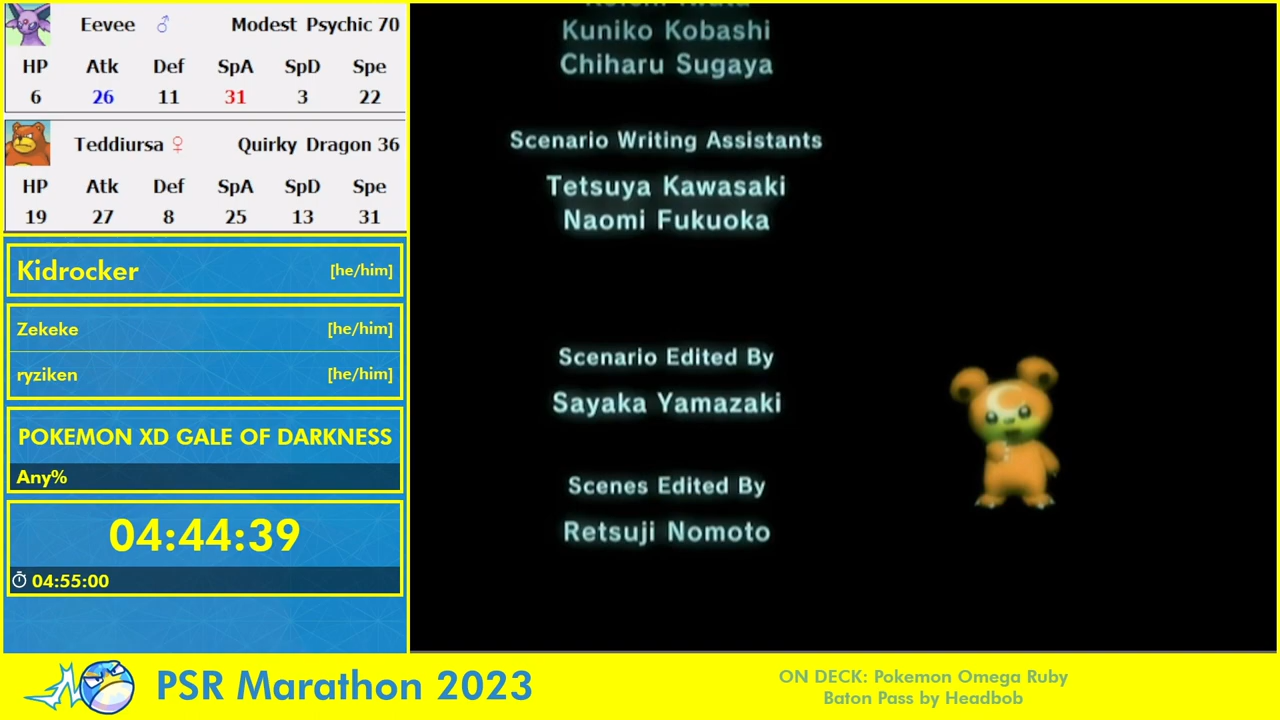 Eevee ♂ Modest Psychic 70
HP Atk Def SpA SpD Spe
6 26 11 31 3 22
Teddiursa ♀ Quirky Dragon 36
HP Atk Def SpA SpD Spe
19 27 8 25 13 31
Kidrocker [he/him]
Zekeke [he/him]
ryziken [he/him]
POKEMON XD GALE OF DARKNESS
Any%
04:44:39
04:55:00
Kuniko Kobashi
Chiharu Sugaya
Scenario Writing Assistants
Tetsuya Kawasaki
Naomi Fukuoka
Scenario Edited By
Sayaka Yamazaki
Scenes Edited By
Retsuji Nomoto
PSR Marathon 2023
ON DECK: Pokemon Omega Ruby
Baton Pass by Headbob